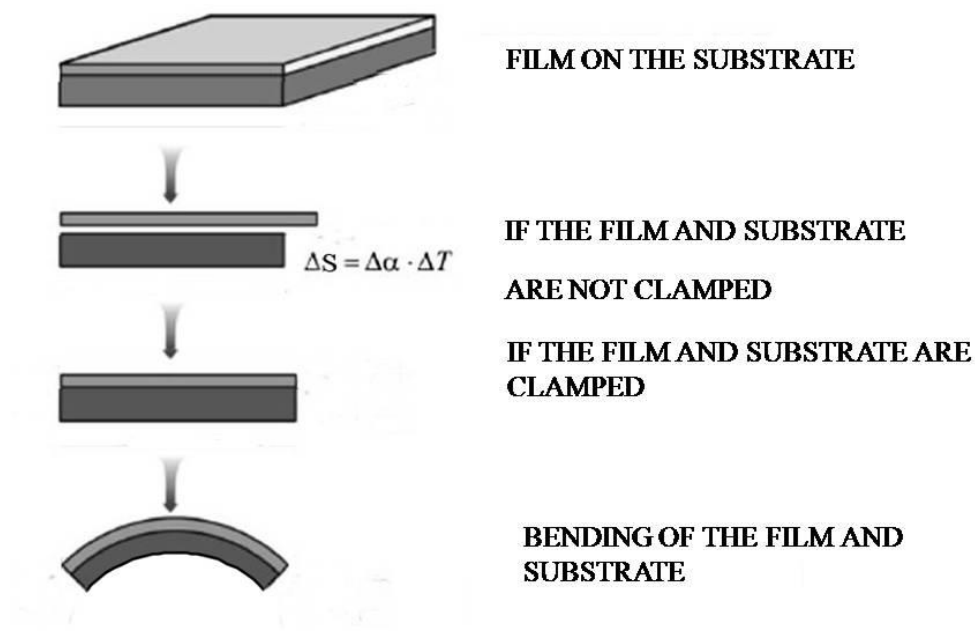 FILM ON THE SUBSTRATE
IF THE FILM AND SUBSTRATE
ΔS = Δα · ΔT
ARE NOT CLAMPED
IF THE FILM AND SUBSTRATE ARE
CLAMPED
BENDING OF THE FILM AND
SUBSTRATE